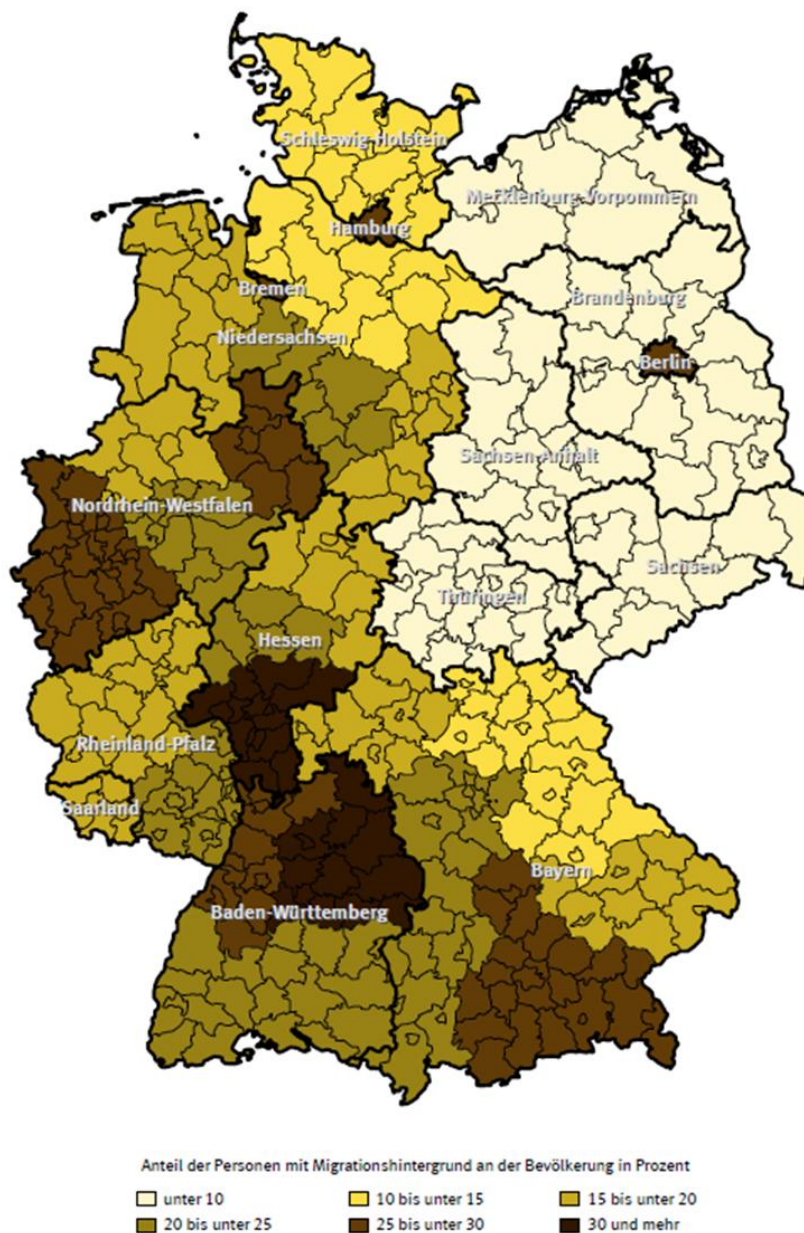 Schleswig-Holstein
Mecklenburg-Vorpommern
Hamburg
Bremen
Brandenburg
Niedersachsen
Berlin
Sachsen-Anhalt
Nordrhein-Westfalen
Sachsen
Thüringen
Hessen
Rheinland-Pfalz
Saarland
Bayern
Baden-Württemberg
Anteil der Personen mit Migrationshintergrund an der Bevölkerung in Prozent
unter 10 10 bis unter 15 15 bis unter 20
20 bis unter 25 25 bis unter 30 30 und mehr